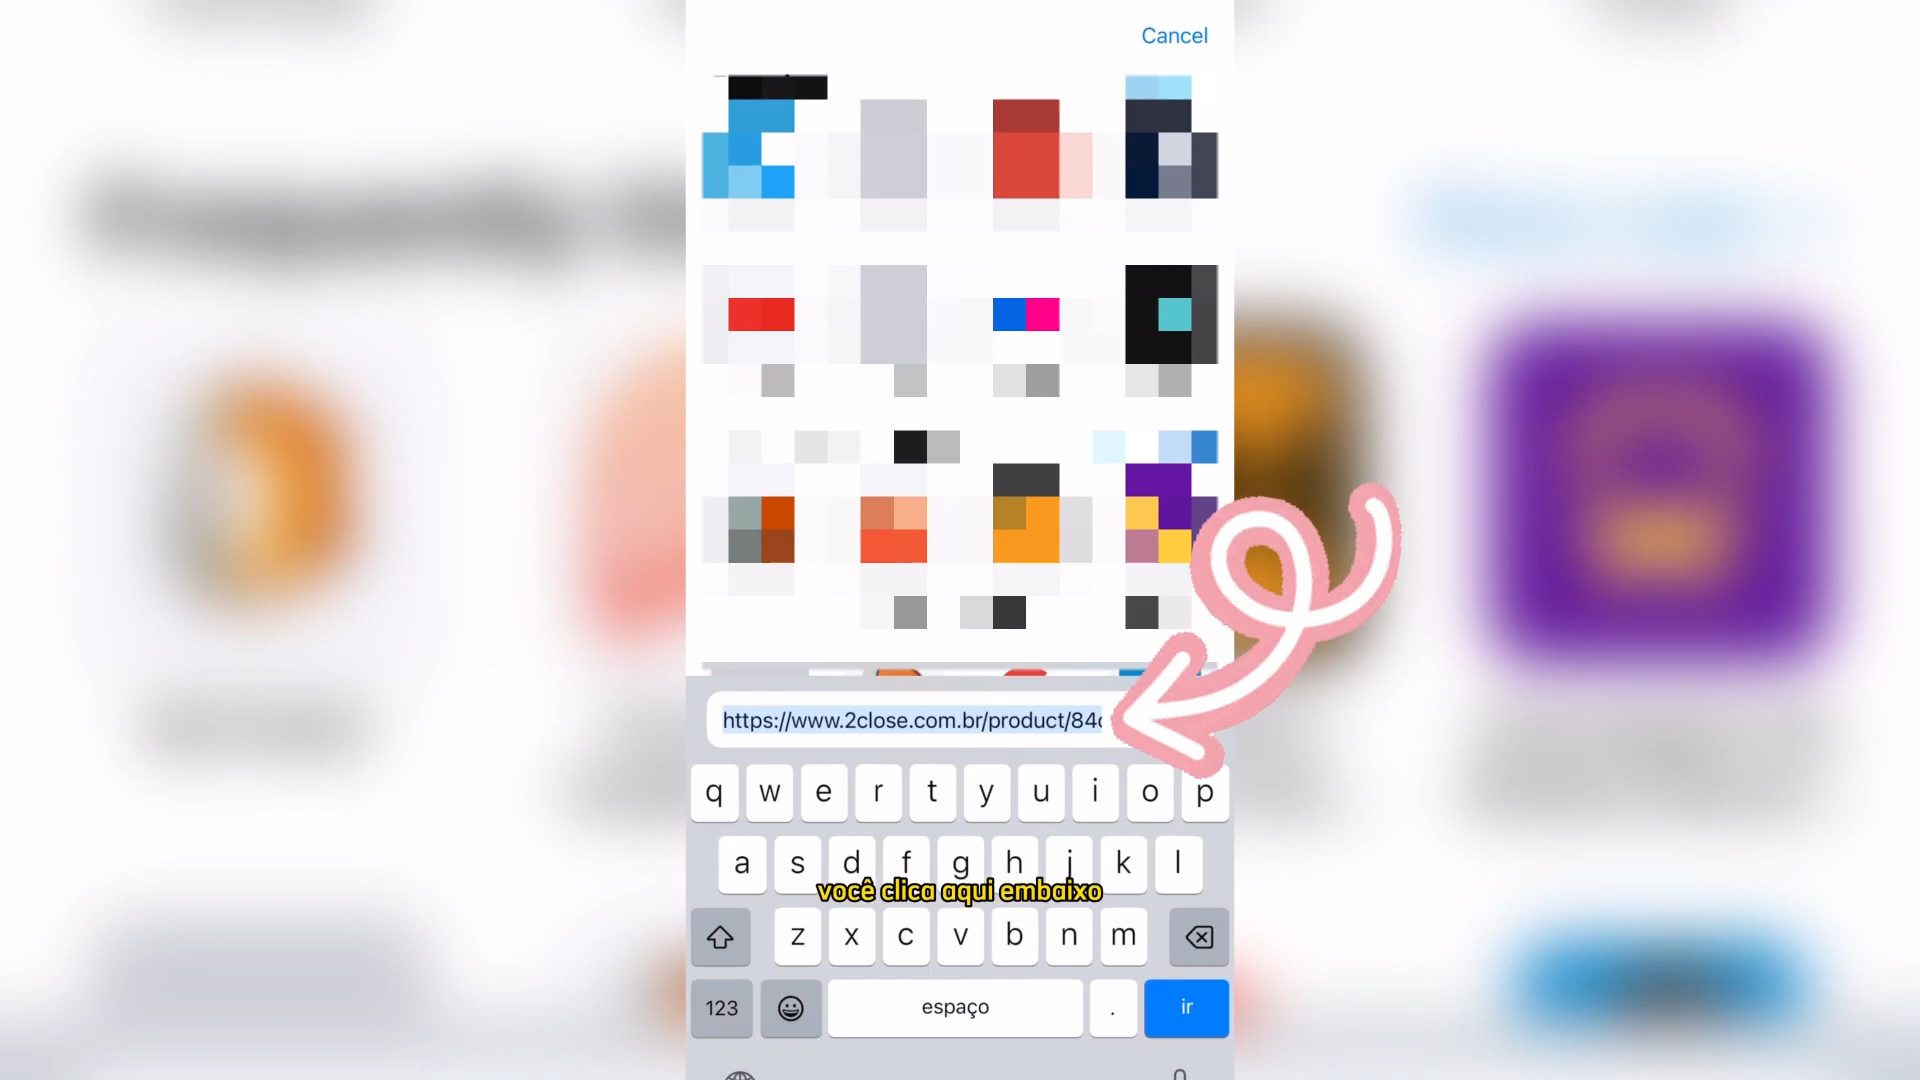 Cancel
https://www.2close.com.br/product/84
q w e r t y u i o p
a s d f g h j k l
você clica aqui embaixo
z x c v b n m
123 espaço . ir